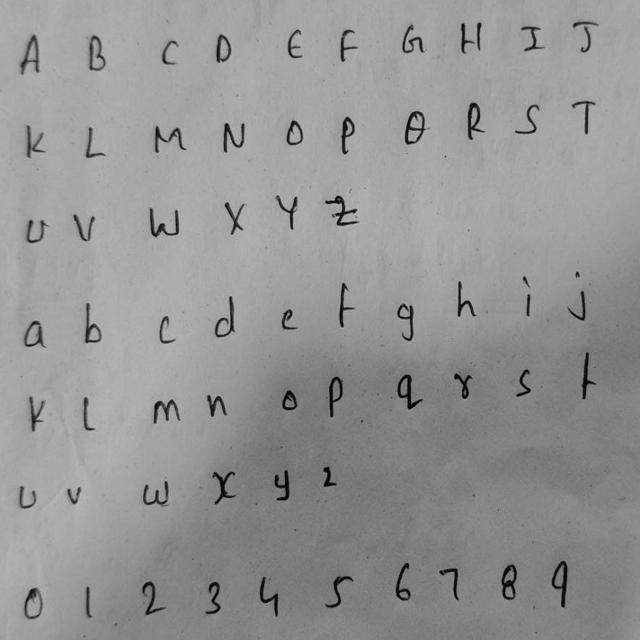 A B C D E F G H I J
K L M N O P Q R S T
U V W X Y Z
a b c d e f g h i j
k l m n o p q r s t
u v w x y z
0 1 2 3 4 5 6 7 8 9